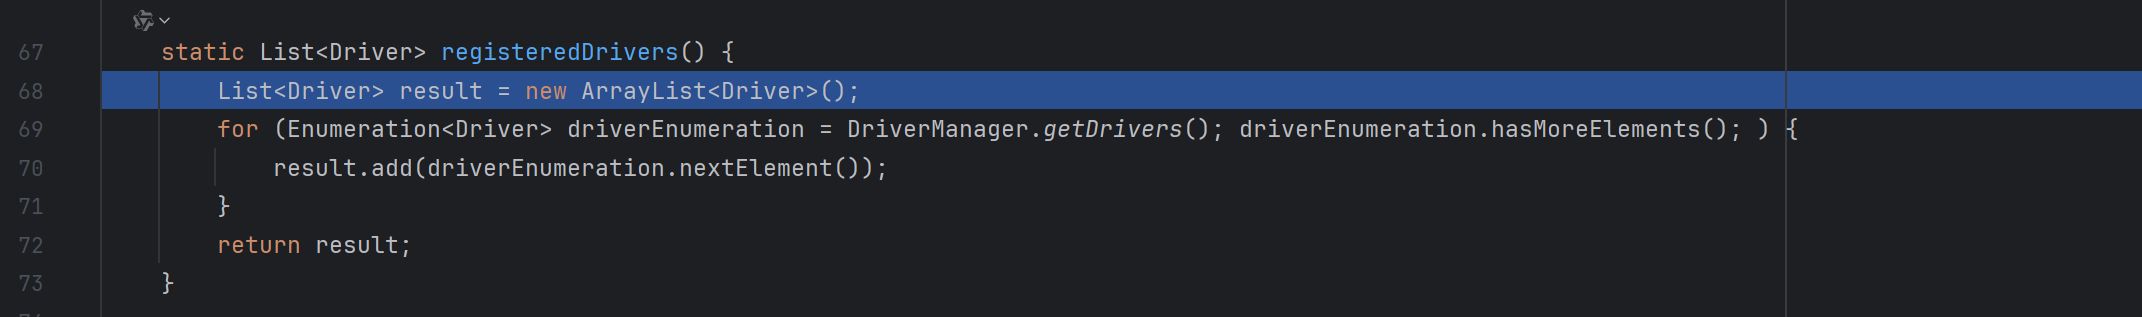 67 static List<Driver> registeredDrivers() {
68 List<Driver> result = new ArrayList<Driver>();
69 for (Enumeration<Driver> driverEnumeration = DriverManager.getDrivers(); driverEnumeration.hasMoreElements(); ) {
70 result.add(driverEnumeration.nextElement());
71 }
72 return result;
73 }